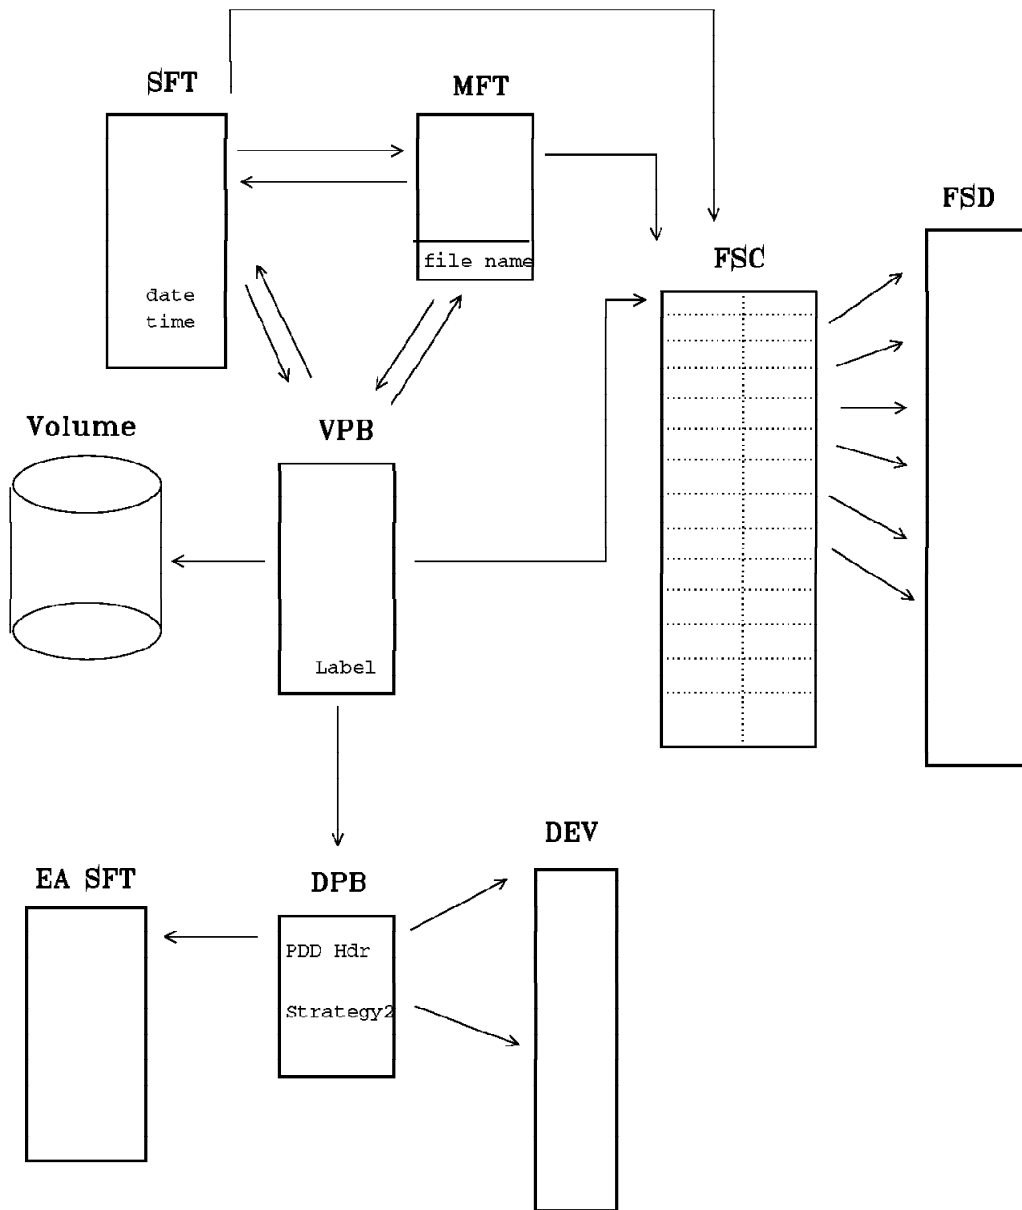 SFT
MFT
FSD
file name
FSC
date
time
Volume
VPB
Label
DEV
EA SFT
DPB
PDD Hdr
Strategy2